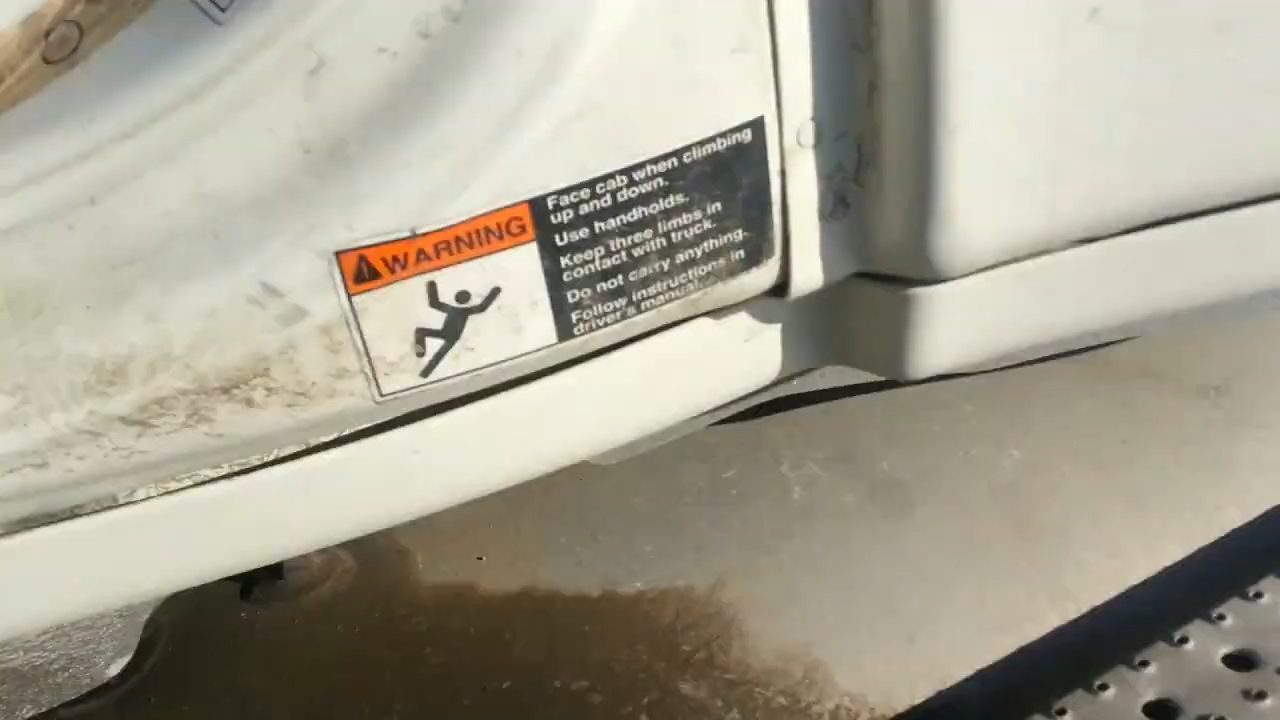 WARNING
Face cab when climbing
up and down.
Use handholds.
Keep three limbs in
contact with truck.
Do not carry anything.
Follow instructions in
driver's manual.